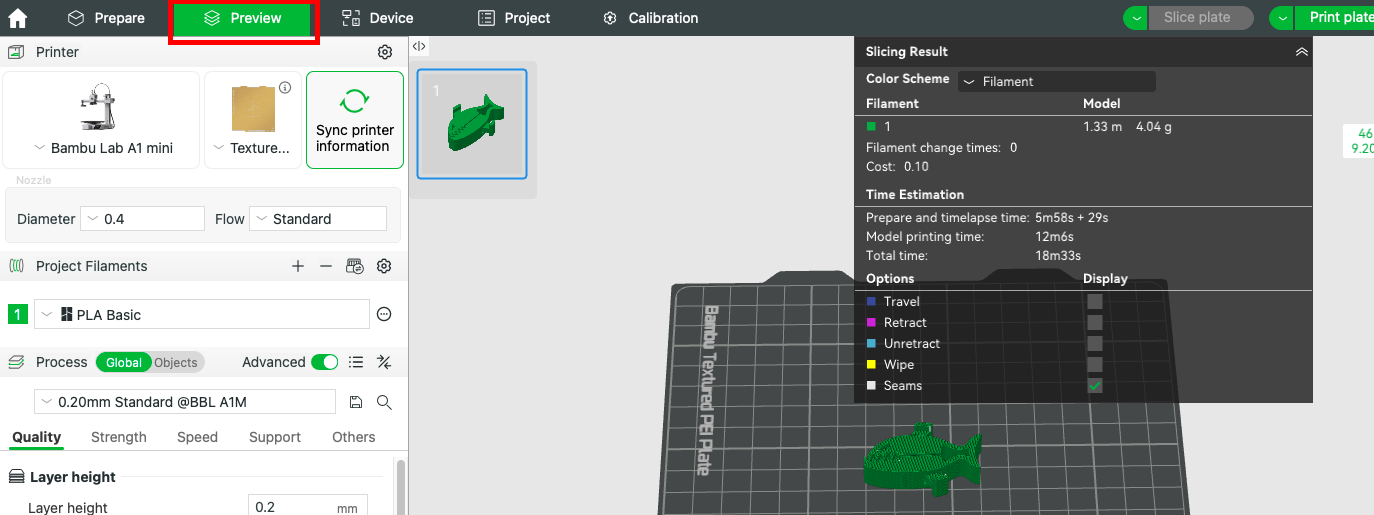 Prepare Preview Device Project Calibration Slice plate Print plate
Printer
Bambu Lab A1 mini
Texture...
Sync printer
information
Nozzle
Diameter 0.4 Flow Standard
Project Filaments
1 PLA Basic
Process Global Objects Advanced
0.20mm Standard @BBL A1M
Quality Strength Speed Support Others
Layer height
Layer height 0.2 mm
1
Slicing Result
Color Scheme Filament
Filament Model
1 1.33 m 4.04 g
Filament change times: 0
Cost: 0.10
Time Estimation
Prepare and timelapse time: 5m58s + 29s
Model printing time: 12m6s
Total time: 18m33s
Options Display
Travel
Retract
Unretract
Wipe
Seams
46
9.20
Bambu Textured PEI Plate